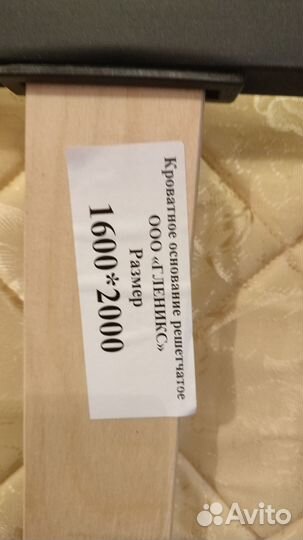 Кроватное основание решетчатое
ООО «ГЛЕНИКС»
Размер
1600*2000
Avito